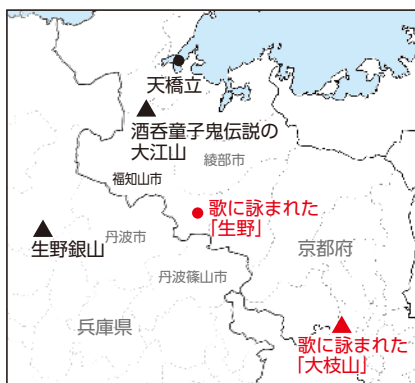 天橋立
酒呑童子鬼伝説の
大江山
綾部市
福知山市
歌に詠まれた
「生野」
生野銀山
丹波市
京都府
丹波篠山市
兵庫県
歌に詠まれた
「大枝山」